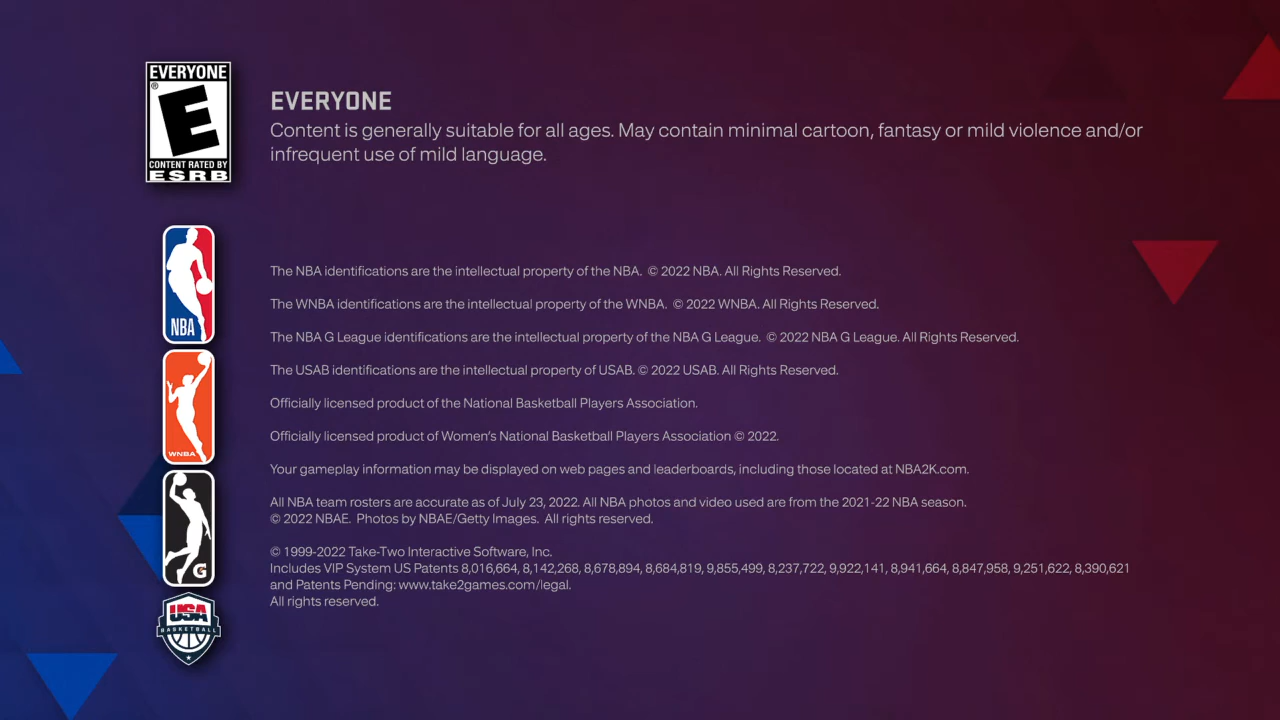 EVERYONE
®
E
CONTENT RATED BY
ESRB
EVERYONE
Content is generally suitable for all ages. May contain minimal cartoon, fantasy or mild violence and/or
infrequent use of mild language.
NBA
The NBA identifications are the intellectual property of the NBA. © 2022 NBA. All Rights Reserved.
The WNBA identifications are the intellectual property of the WNBA. © 2022 WNBA. All Rights Reserved.
The NBA G League identifications are the intellectual property of the NBA G League. © 2022 NBA G League. All Rights Reserved.
WNBA
The USAB identifications are the intellectual property of USAB. © 2022 USAB. All Rights Reserved.
Officially licensed product of the National Basketball Players Association.
Officially licensed product of Women's National Basketball Players Association © 2022.
Your gameplay information may be displayed on web pages and leaderboards, including those located at NBA2K.com.
G
All NBA team rosters are accurate as of July 23, 2022. All NBA photos and video used are from the 2021-22 NBA season.
© 2022 NBAE. Photos by NBAE/Getty Images. All rights reserved.
© 1999-2022 Take-Two Interactive Software, Inc.
Includes VIP System US Patents 8,016,664, 8,142,268, 8,678,894, 8,684,819, 9,855,499, 8,237,722, 9,922,141, 8,941,664, 8,847,958, 9,251,622, 8,390,621
and Patents Pending: www.take2games.com/legal.
All rights reserved.
USA
BASKETBALL